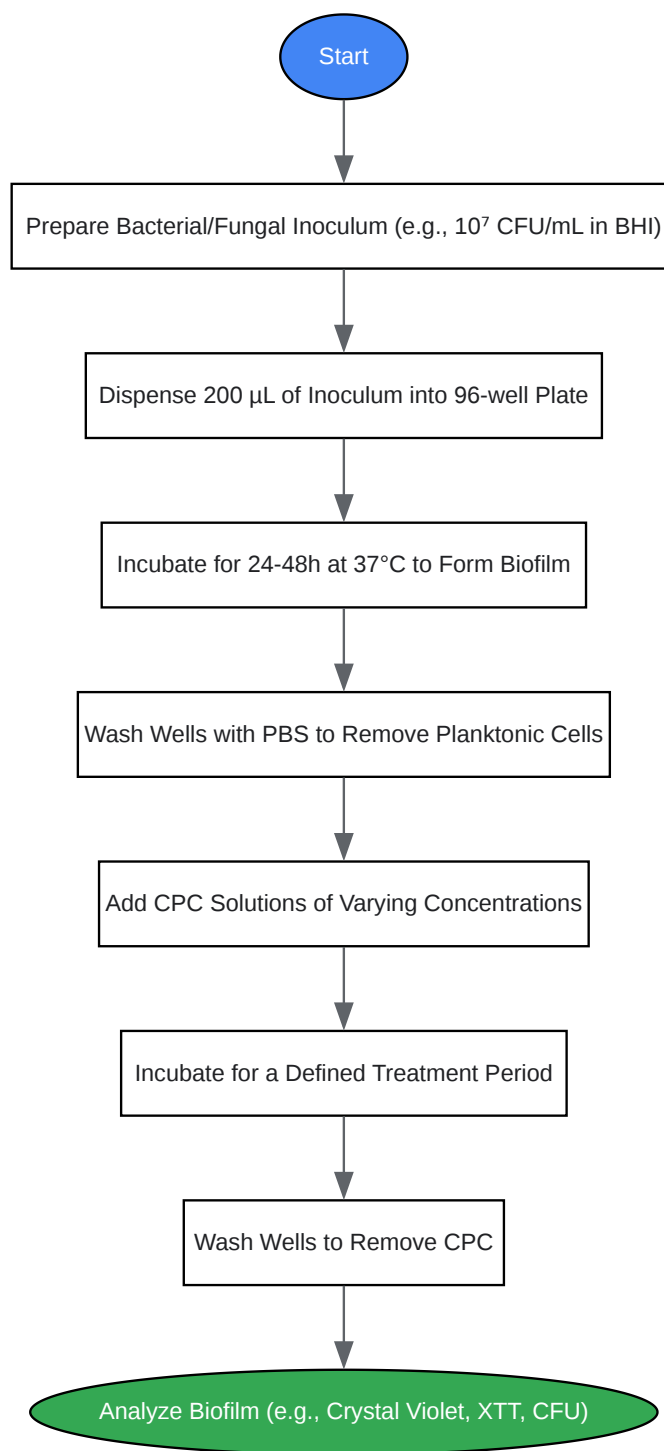 Start
Prepare Bacterial/Fungal Inoculum (e.g., 10⁷ CFU/mL in BHI)
Dispense 200 µL of Inoculum into 96-well Plate
Incubate for 24-48h at 37°C to Form Biofilm
Wash Wells with PBS to Remove Planktonic Cells
Add CPC Solutions of Varying Concentrations
Incubate for a Defined Treatment Period
Wash Wells to Remove CPC
Analyze Biofilm (e.g., Crystal Violet, XTT, CFU)